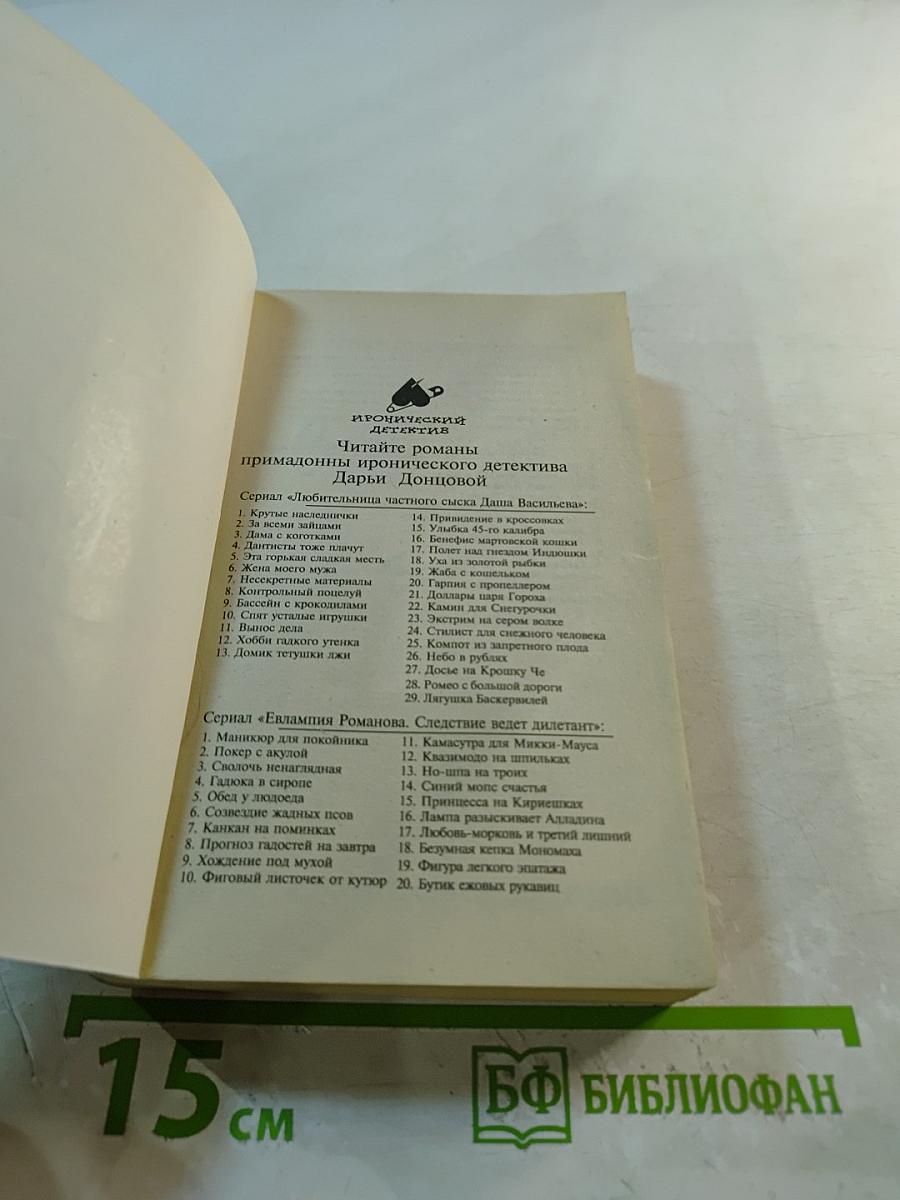 ИРОНИЧЕСКИЙ
ДЕТЕКТИВ
Читайте романы
примадонны иронического детектива
Дарьи Донцовой
Сериал «Любительница частного сыска Даша Васильева»:
1. Крутые наследнички
2. За всеми зайцами
3. Дама с коготками
4. Дантисты тоже плачут
5. Эта горькая сладкая месть
6. Жена моего мужа
7. Несекретные материалы
8. Контрольный поцелуй
9. Бассейн с крокодилами
10. Спят усталые игрушки
11. Вынос дела
12. Хобби гадкого утенка
13. Домик тетушки лжи
14. Привидение в кроссовках
15. Улыбка 45-го калибра
16. Бенефис мартовской кошки
17. Полет над гнездом Индюшки
18. Уха из золотой рыбки
19. Жаба с кошельком
20. Гарпия с пропеллером
21. Доллары царя Гороха
22. Камин для Снегурочки
23. Экстрим на сером волке
24. Стилист для снежного человека
25. Компот из запретного плода
26. Небо в рублях
27. Досье на Крошку Че
28. Ромео с большой дороги
29. Лягушка Баскервилей
Сериал «Евлампия Романова. Следствие ведет дилетант»:
1. Маникюр для покойника
2. Покер с акулой
3. Сволочь ненаглядная
4. Гадюка в сиропе
5. Обед у людоеда
6. Созвездие жадных псов
7. Канкан на поминках
8. Прогноз гадостей на завтра
9. Хождение под мухой
10. Фиговый листочек от кутюр
11. Камасутра для Микки-Мауса
12. Квазимодо на шпильках
13. Но-шпа на троих
14. Синий мопс счастья
15. Принцесса на Кириешках
16. Лампа разыскивает Алладина
17. Любовь-морковь и третий лишний
18. Безумная кепка Мономаха
19. Фигура легкого эпатажа
20. Бутик ежовых рукавиц
15 см
БФ БИБЛИОФАН